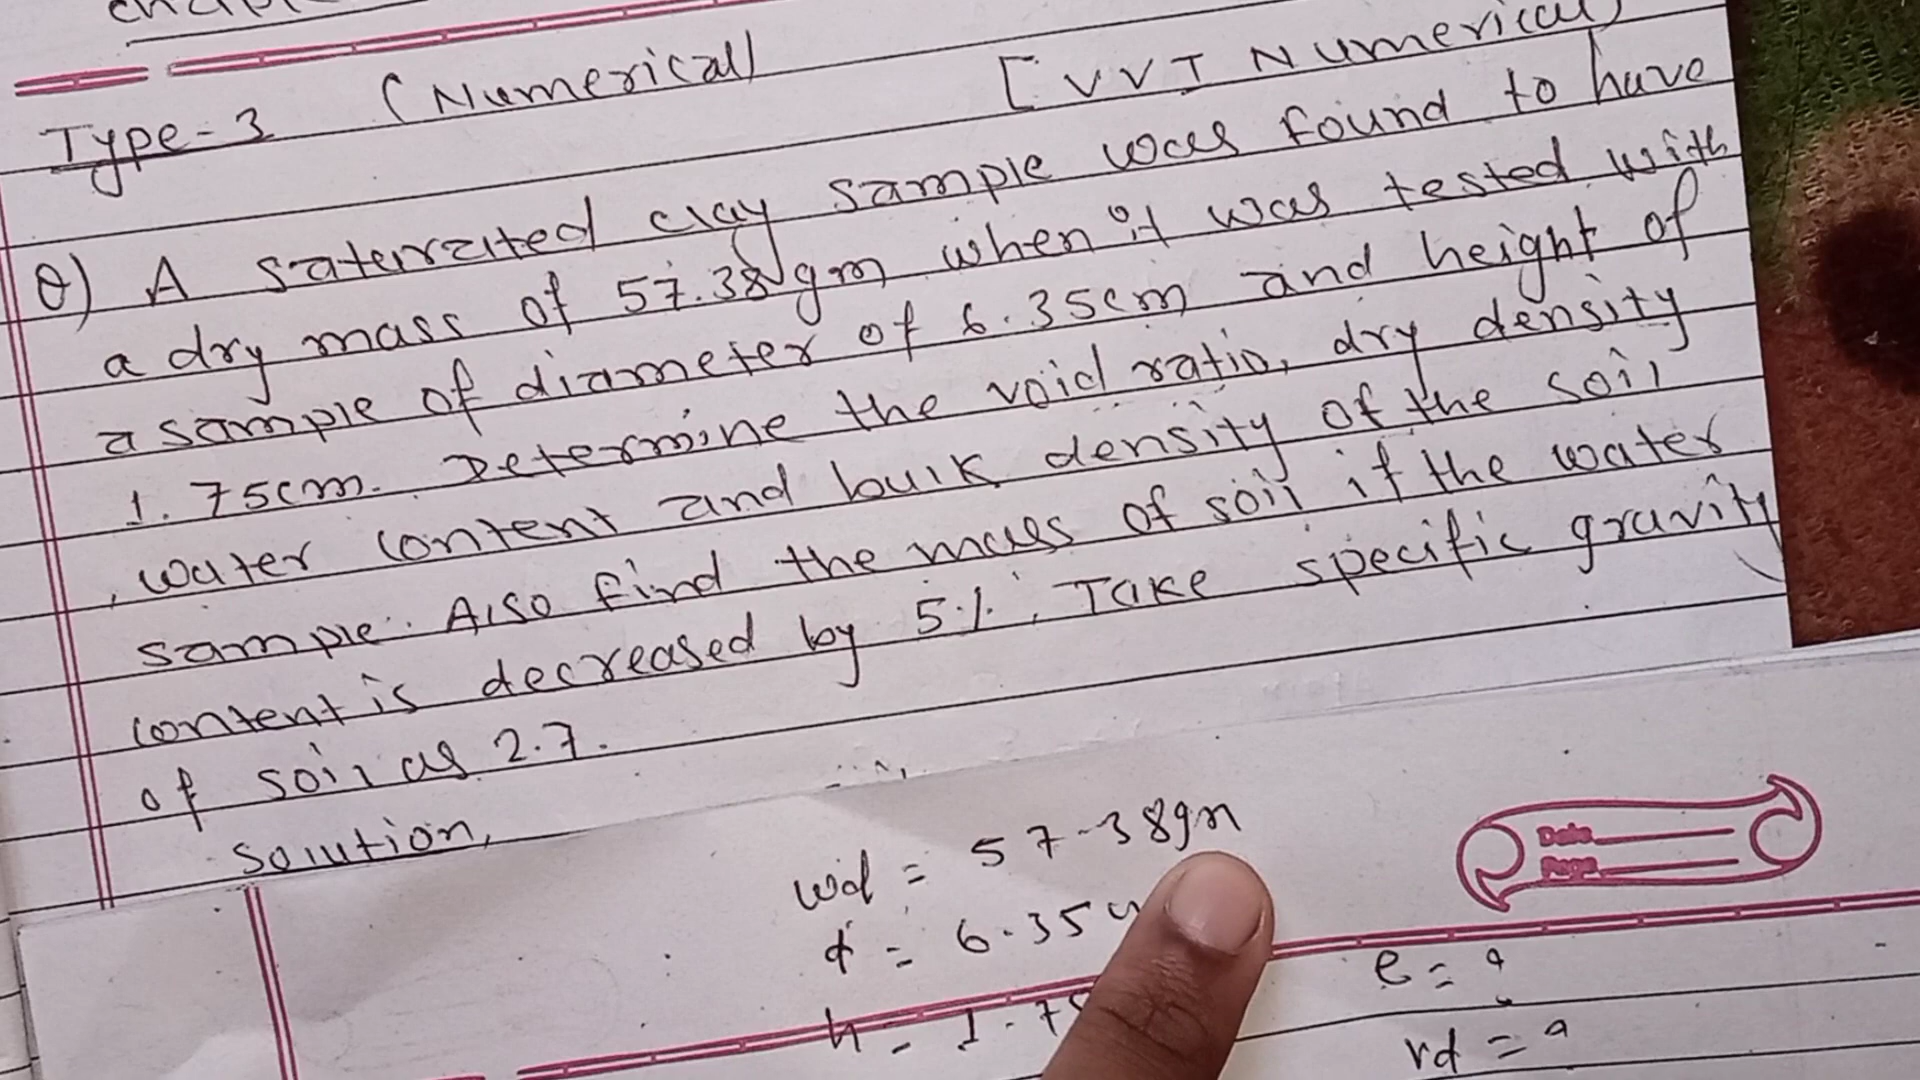 Type-3 (Numerical) [VVI Numerical)
Q) A saterrated clay sample was found to have
a dry mass of 57.38 gm when it was tested with
a sample of diameter of 6.35cm and height of
1.75cm. Determine the void ratio, dry density
, water content and bulk density of the soil
sample. Also find the mass of soil if the water
content is decreased by 5%. Take specific gravity
of soil as 2.7.
Solution,
wd = 57.38gm
Date
Page
ϕ = 6.35
e = ?
h = 1.75
rd = ?